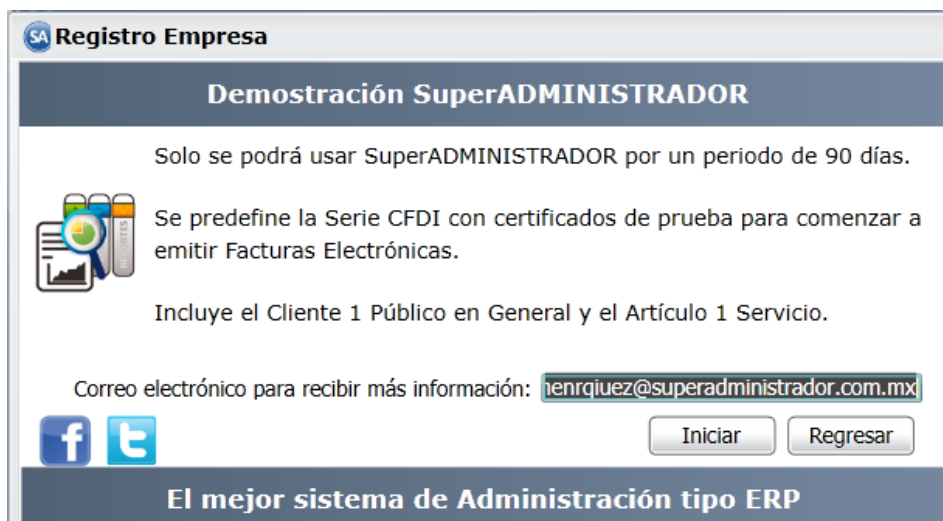 SA Registro Empresa
Demostración SuperADMINISTRADOR
Solo se podrá usar SuperADMINISTRADOR por un periodo de 90 días.
Se predefine la Serie CFDI con certificados de prueba para comenzar a
emitir Facturas Electrónicas.
Incluye el Cliente 1 Público en General y el Artículo 1 Servicio.
Correo electrónico para recibir más información: henrqiuez@superadministrador.com.mx
Iniciar Regresar
El mejor sistema de Administración tipo ERP